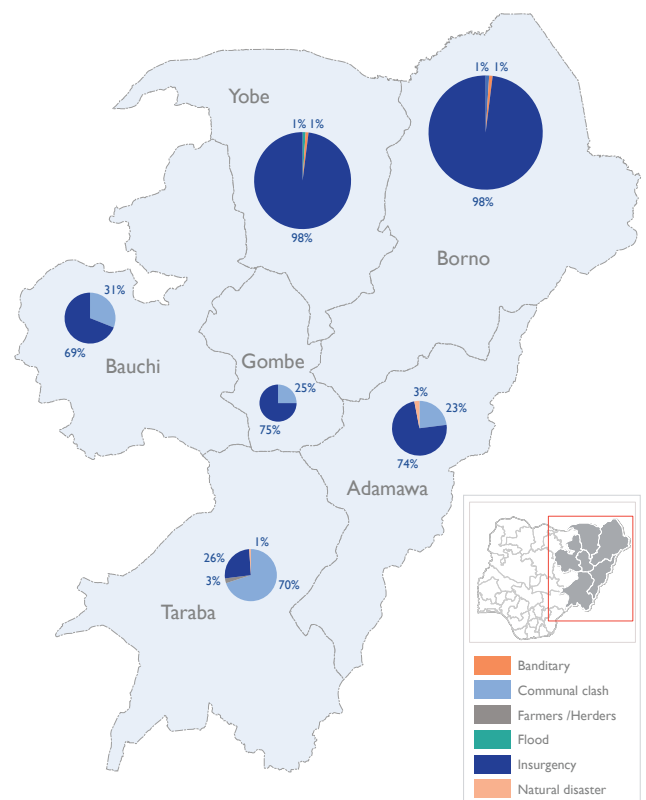 1% 1%
Yobe
1% 1%
98%
98%
Borno
31%
69%
Bauchi
Gombe
25%
75%
3%
23%
74%
Adamawa
1%
26%
3%
70%
Taraba
Banditary
Communal clash
Farmers /Herders
Flood
Insurgency
Natural disaster